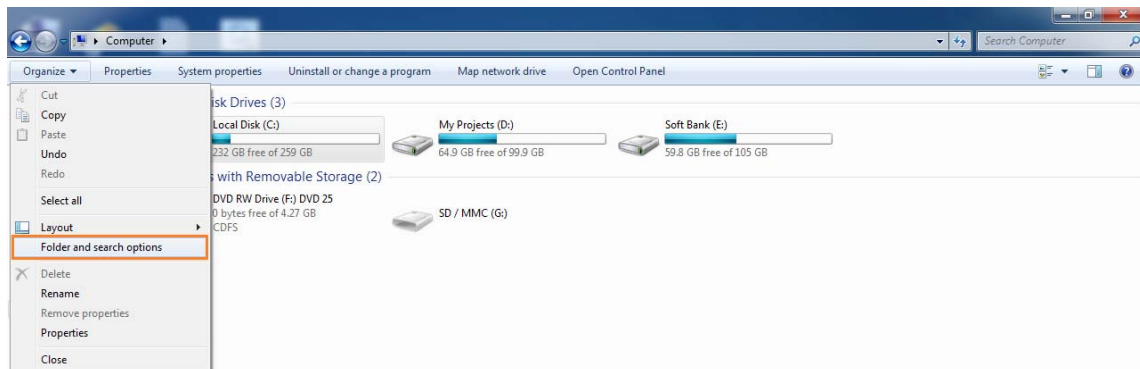 Computer
Search Computer
Organize Properties System properties Uninstall or change a program Map network drive Open Control Panel
Cut
Copy
Paste
Undo
Redo
Select all
Layout
Folder and search options
Delete
Rename
Remove properties
Properties
Close
isk Drives (3)
Local Disk (C:) My Projects (D:) Soft Bank (E:)
232 GB free of 259 GB 64.9 GB free of 99.9 GB 59.8 GB free of 105 GB
with Removable Storage (2)
DVD RW Drive (F:) DVD 25
0 bytes free of 4.27 GB SD / MMC (G:)
CDFS